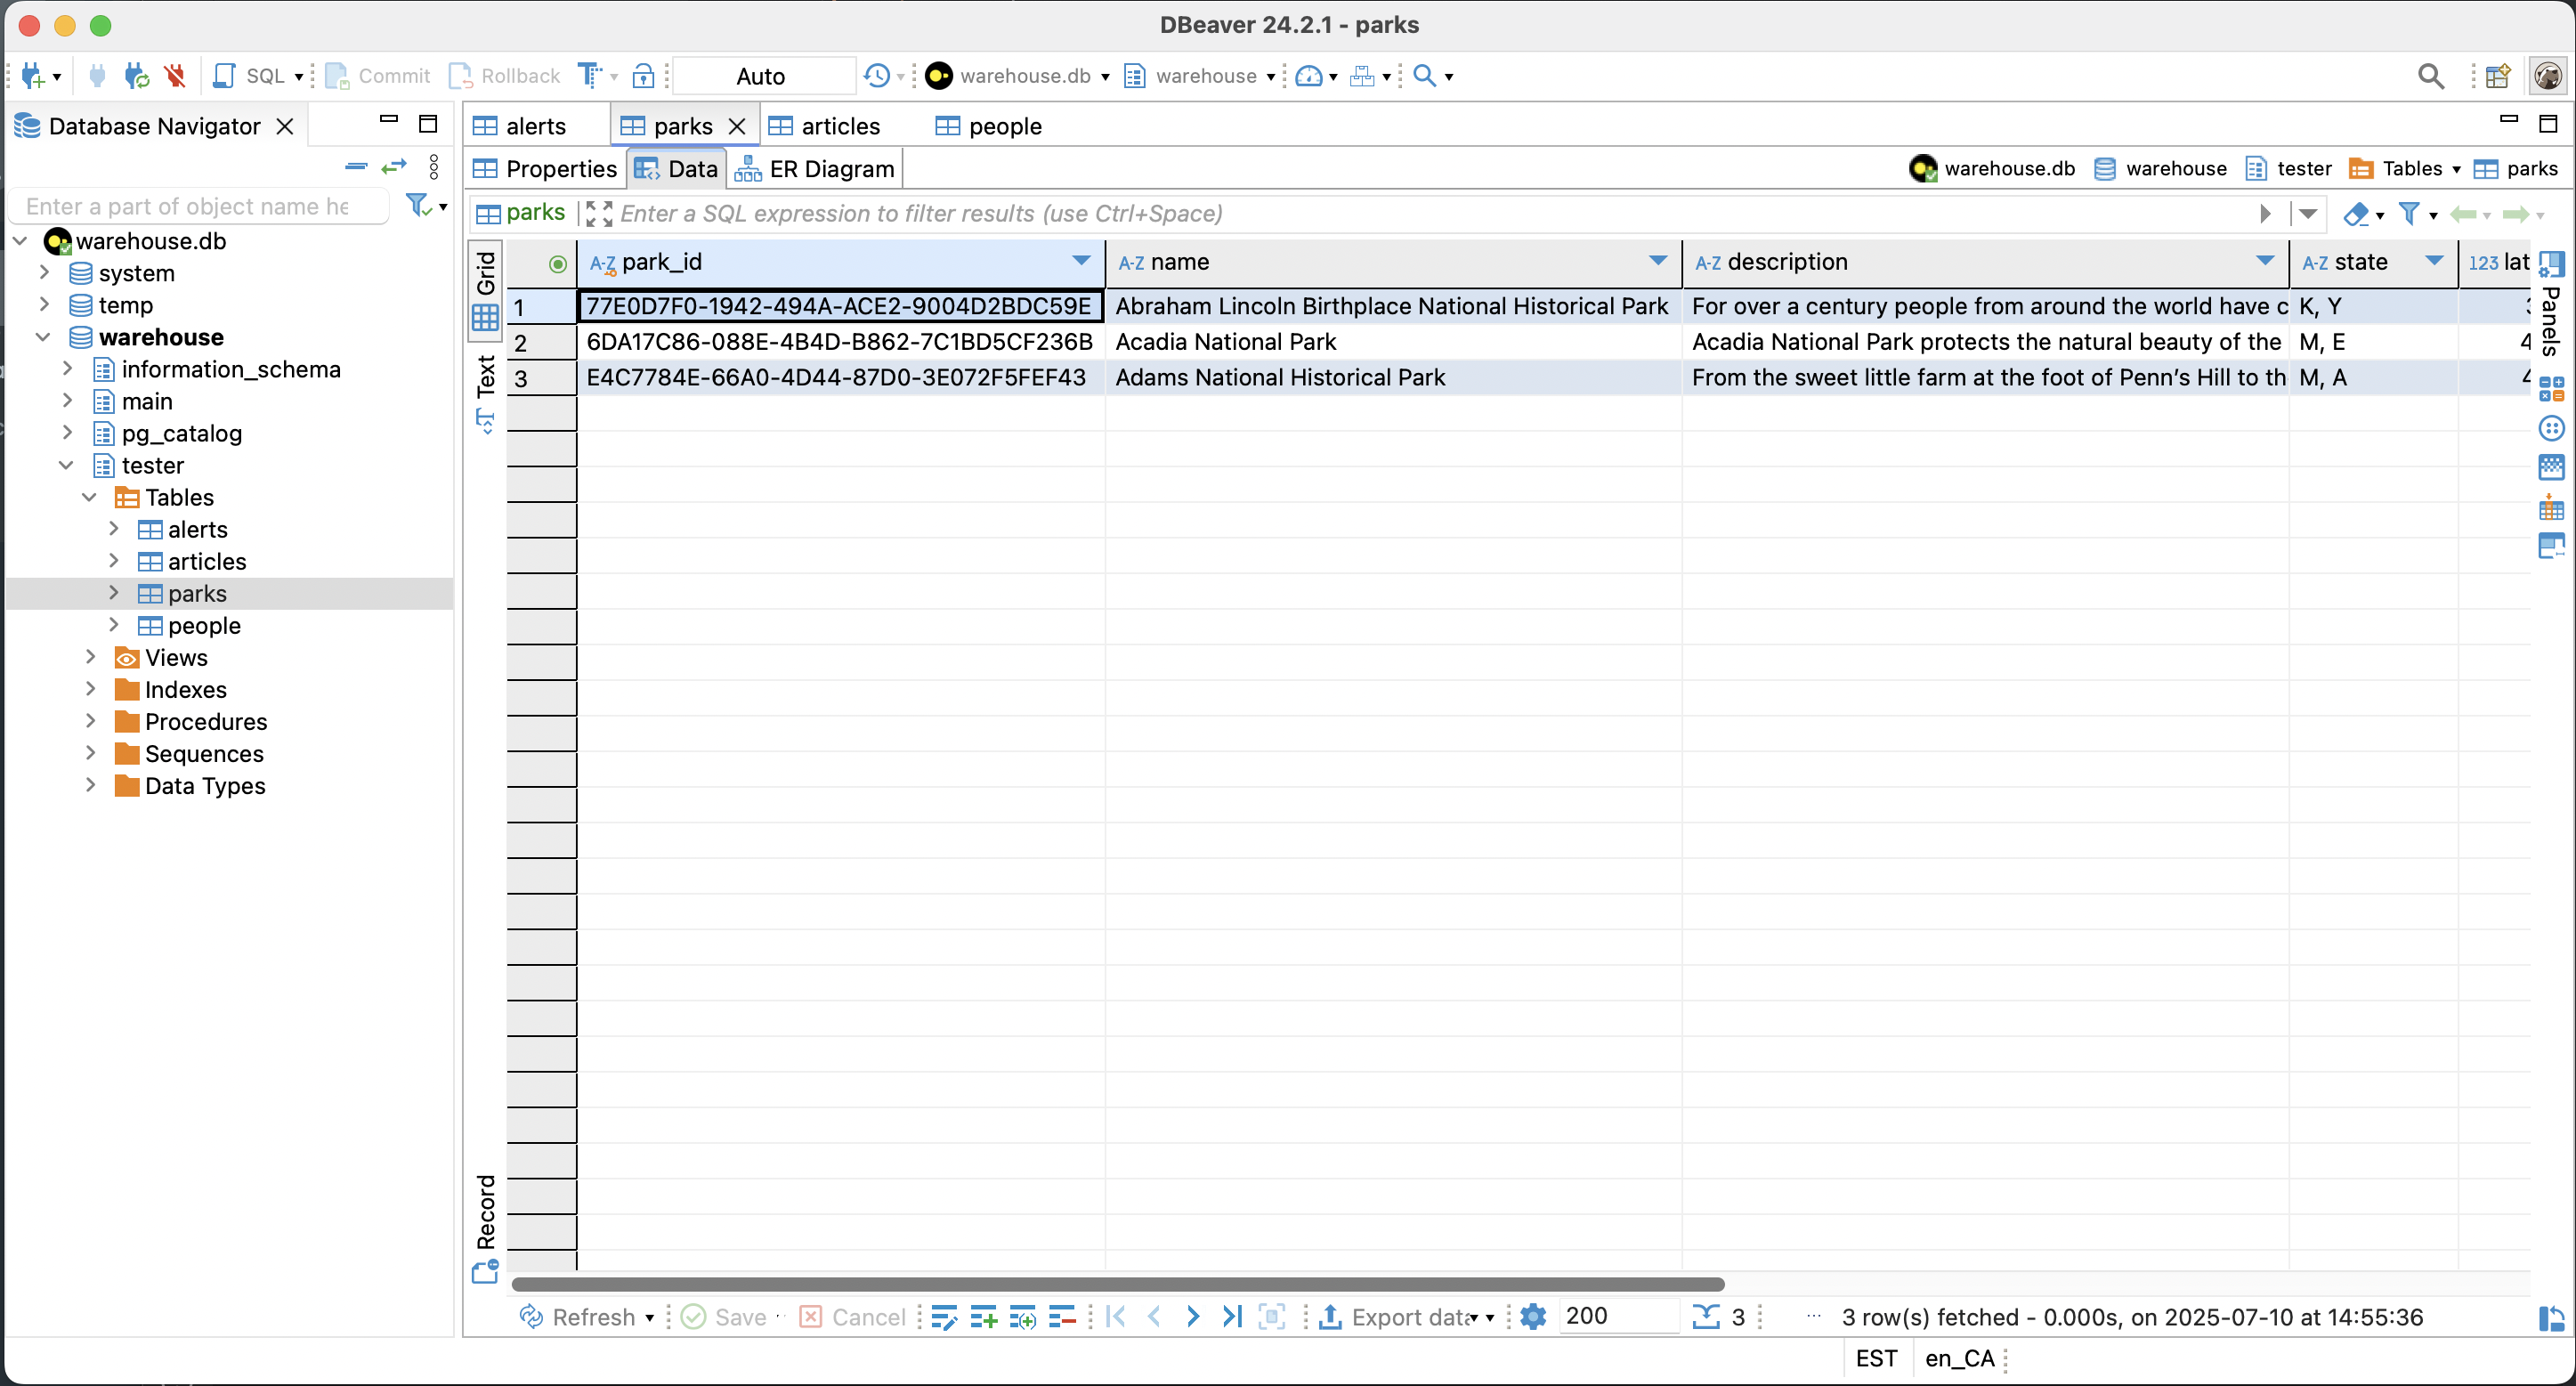 DBeaver 24.2.1 - parks
SQL Commit Rollback Auto warehouse.db warehouse
Database Navigator
Enter a part of object name he
warehouse.db
system
temp
warehouse
information_schema
main
pg_catalog
tester
Tables
alerts
articles
parks
people
Views
Indexes
Procedures
Sequences
Data Types
alerts parks articles people
Properties Data ER Diagram warehouse.db warehouse tester Tables parks
parks Enter a SQL expression to filter results (use Ctrl+Space)
Grid
Text
Record
A-Z park_id A-Z name A-Z description A-Z state 123 lat
1 77E0D7F0-1942-494A-ACE2-9004D2BDC59E Abraham Lincoln Birthplace National Historical Park For over a century people from around the world have c K, Y
2 6DA17C86-088E-4B4D-B862-7C1BD5CF236B Acadia National Park Acadia National Park protects the natural beauty of the M, E 4
3 E4C7784E-66A0-4D44-87D0-3E072F5FEF43 Adams National Historical Park From the sweet little farm at the foot of Penn’s Hill to th M, A 4
Panels
Refresh Save Cancel Export data 200 3 ... 3 row(s) fetched - 0.000s, on 2025-07-10 at 14:55:36
EST en_CA